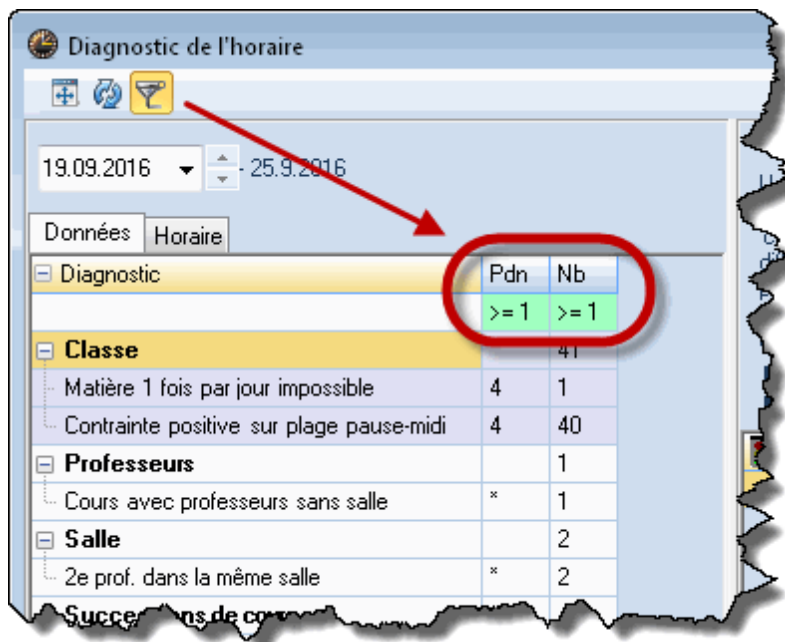 Diagnostic de l'horaire
19.09.2016 - 25.9.2016
Données Horaire
Diagnostic Pdn Nb
>= 1 >= 1
Classe 41
Matière 1 fois par jour impossible 4 1
Contrainte positive sur plage pause-midi 4 40
Professeurs 1
Cours avec professeurs sans salle * 1
Salle 2
2e prof. dans la même salle * 2